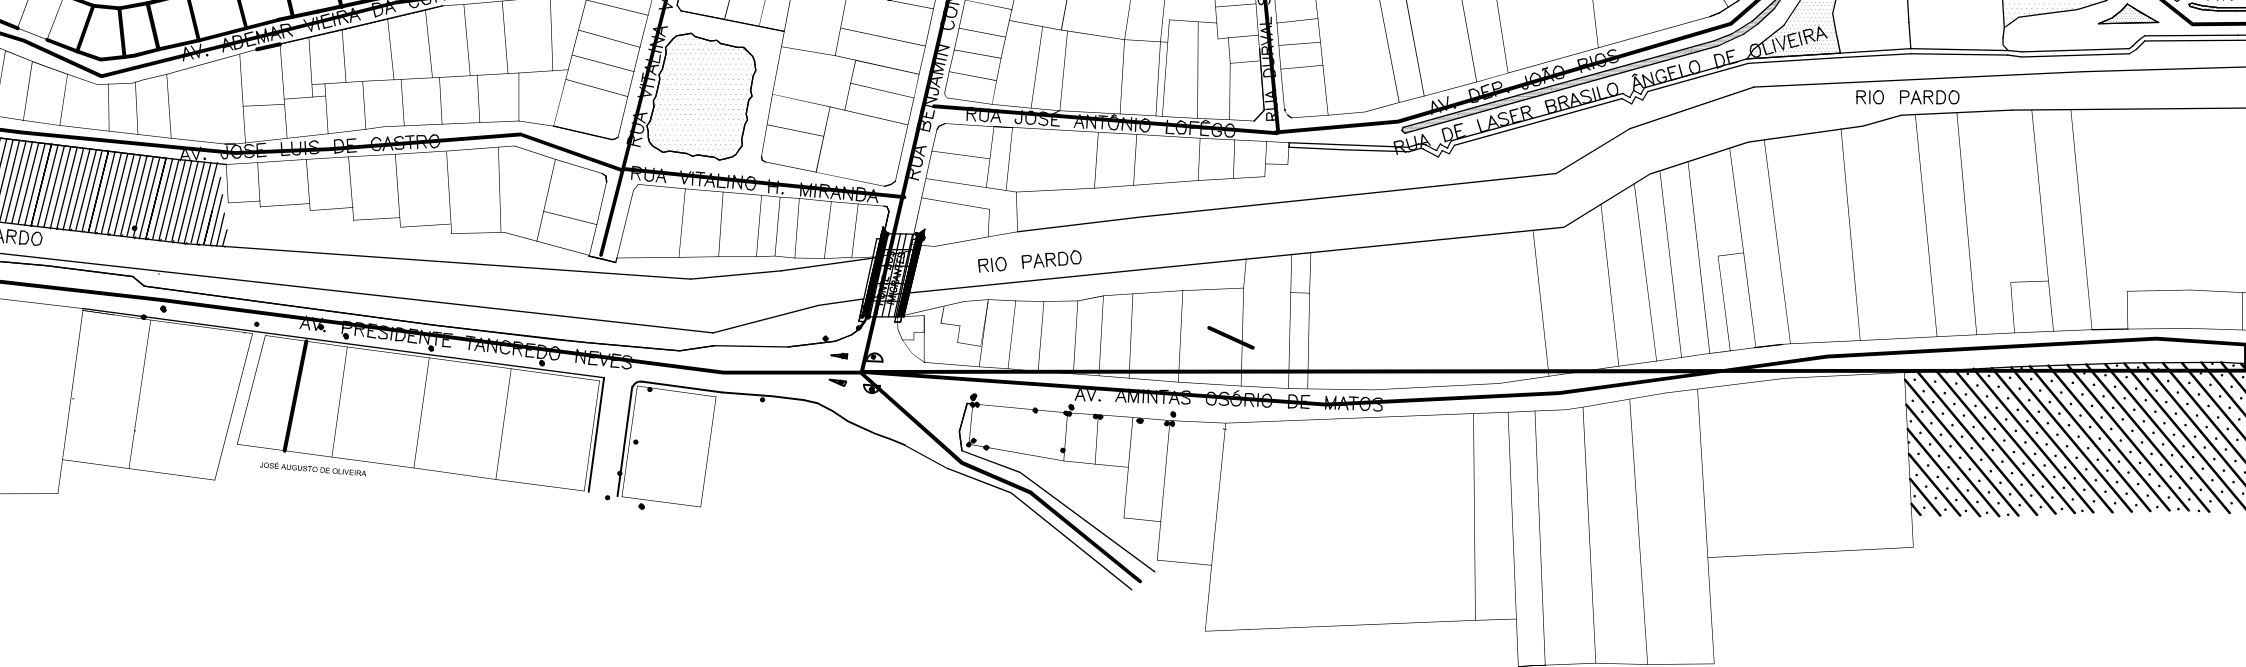 AV. ADEMAR VIEIRA DA
RUA VITALINA
RUA BENJAMIN
RUA DURVAL
AV. DEP. JOÃO RIOS
RUA DE LASER BRASILO ÂNGELO DE OLIVEIRA
RIO PARDO
RUA JOSÉ ANTÔNIO LOFÊGO
AV. JOSE LUIS DE CASTRO
RUA VITALINO H. MIRANDA
ARDO
RIO PARDO
AV. PRESIDENTE TANCREDO NEVES
AV. AMINTAS OSÓRIO DE MATOS
JOSÉ AUGUSTO DE OLIVEIRA